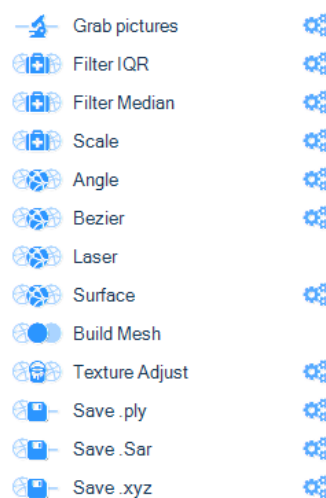 Grab pictures
Filter IQR
Filter Median
Scale
Angle
Bezier
Laser
Surface
Build Mesh
Texture Adjust
Save .ply
Save .Sar
Save .xyz